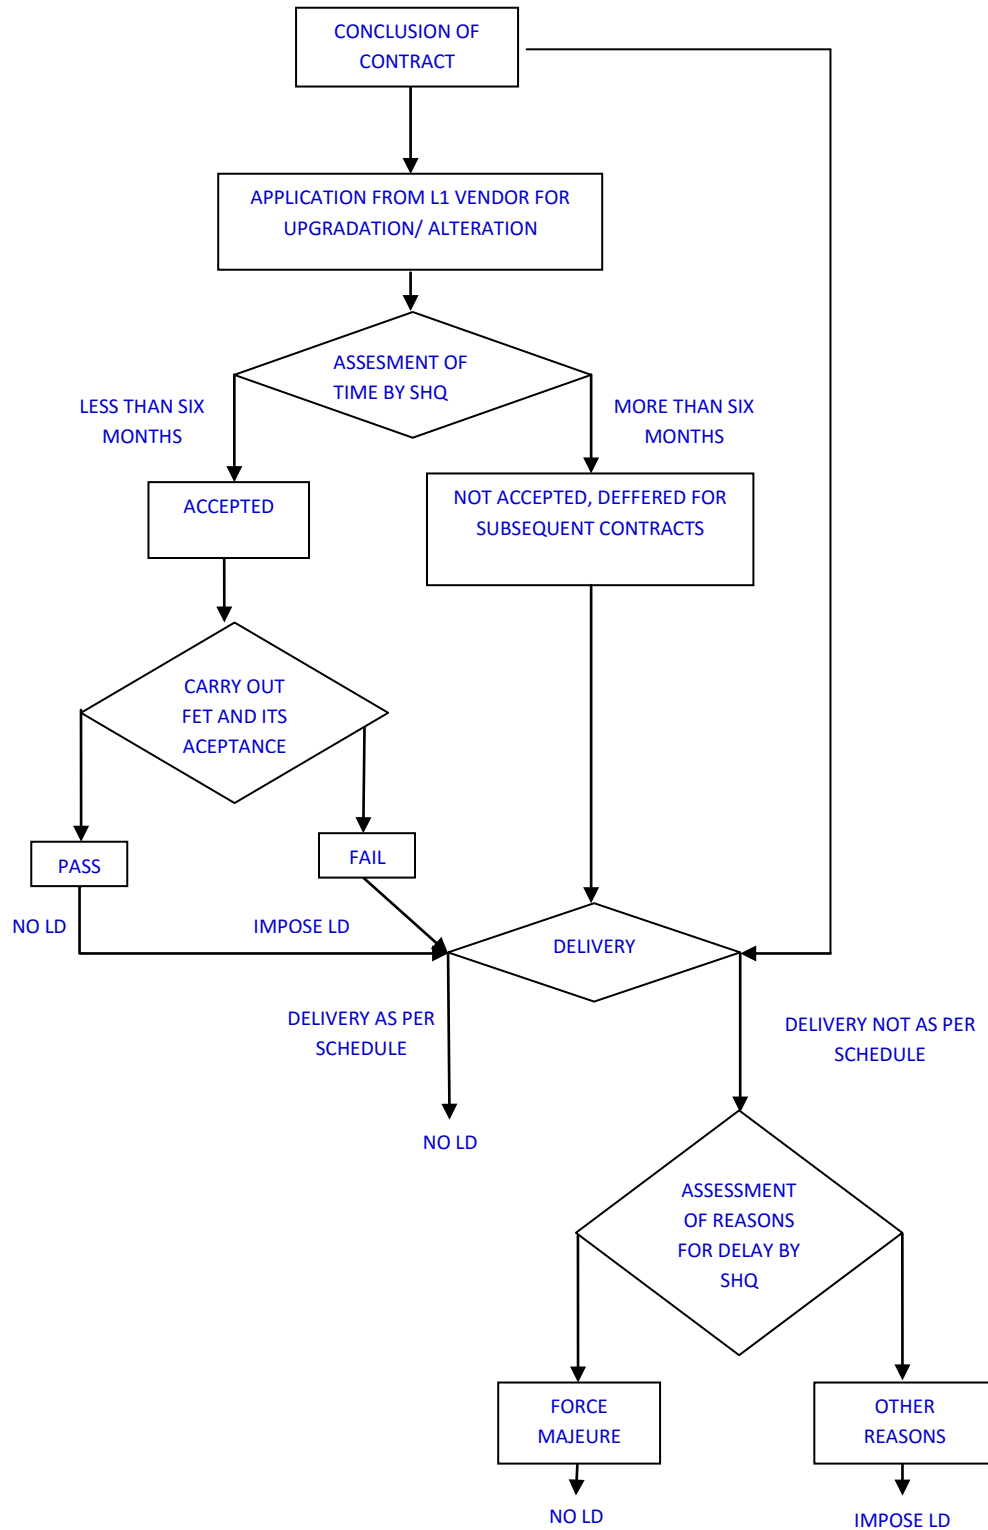 CONCLUSION OF
CONTRACT
APPLICATION FROM L1 VENDOR FOR
UPGRADATION/ ALTERATION
ASSESMENT OF
TIME BY SHQ
LESS THAN SIX
MONTHS
MORE THAN SIX
MONTHS
ACCEPTED
NOT ACCEPTED, DEFFERED FOR
SUBSEQUENT CONTRACTS
CARRY OUT
FET AND ITS
ACEPTANCE
PASS
FAIL
NO LD
IMPOSE LD
DELIVERY
DELIVERY AS PER
SCHEDULE
DELIVERY NOT AS PER
SCHEDULE
NO LD
ASSESSMENT
OF REASONS
FOR DELAY BY
SHQ
FORCE
MAJEURE
OTHER
REASONS
NO LD
IMPOSE LD